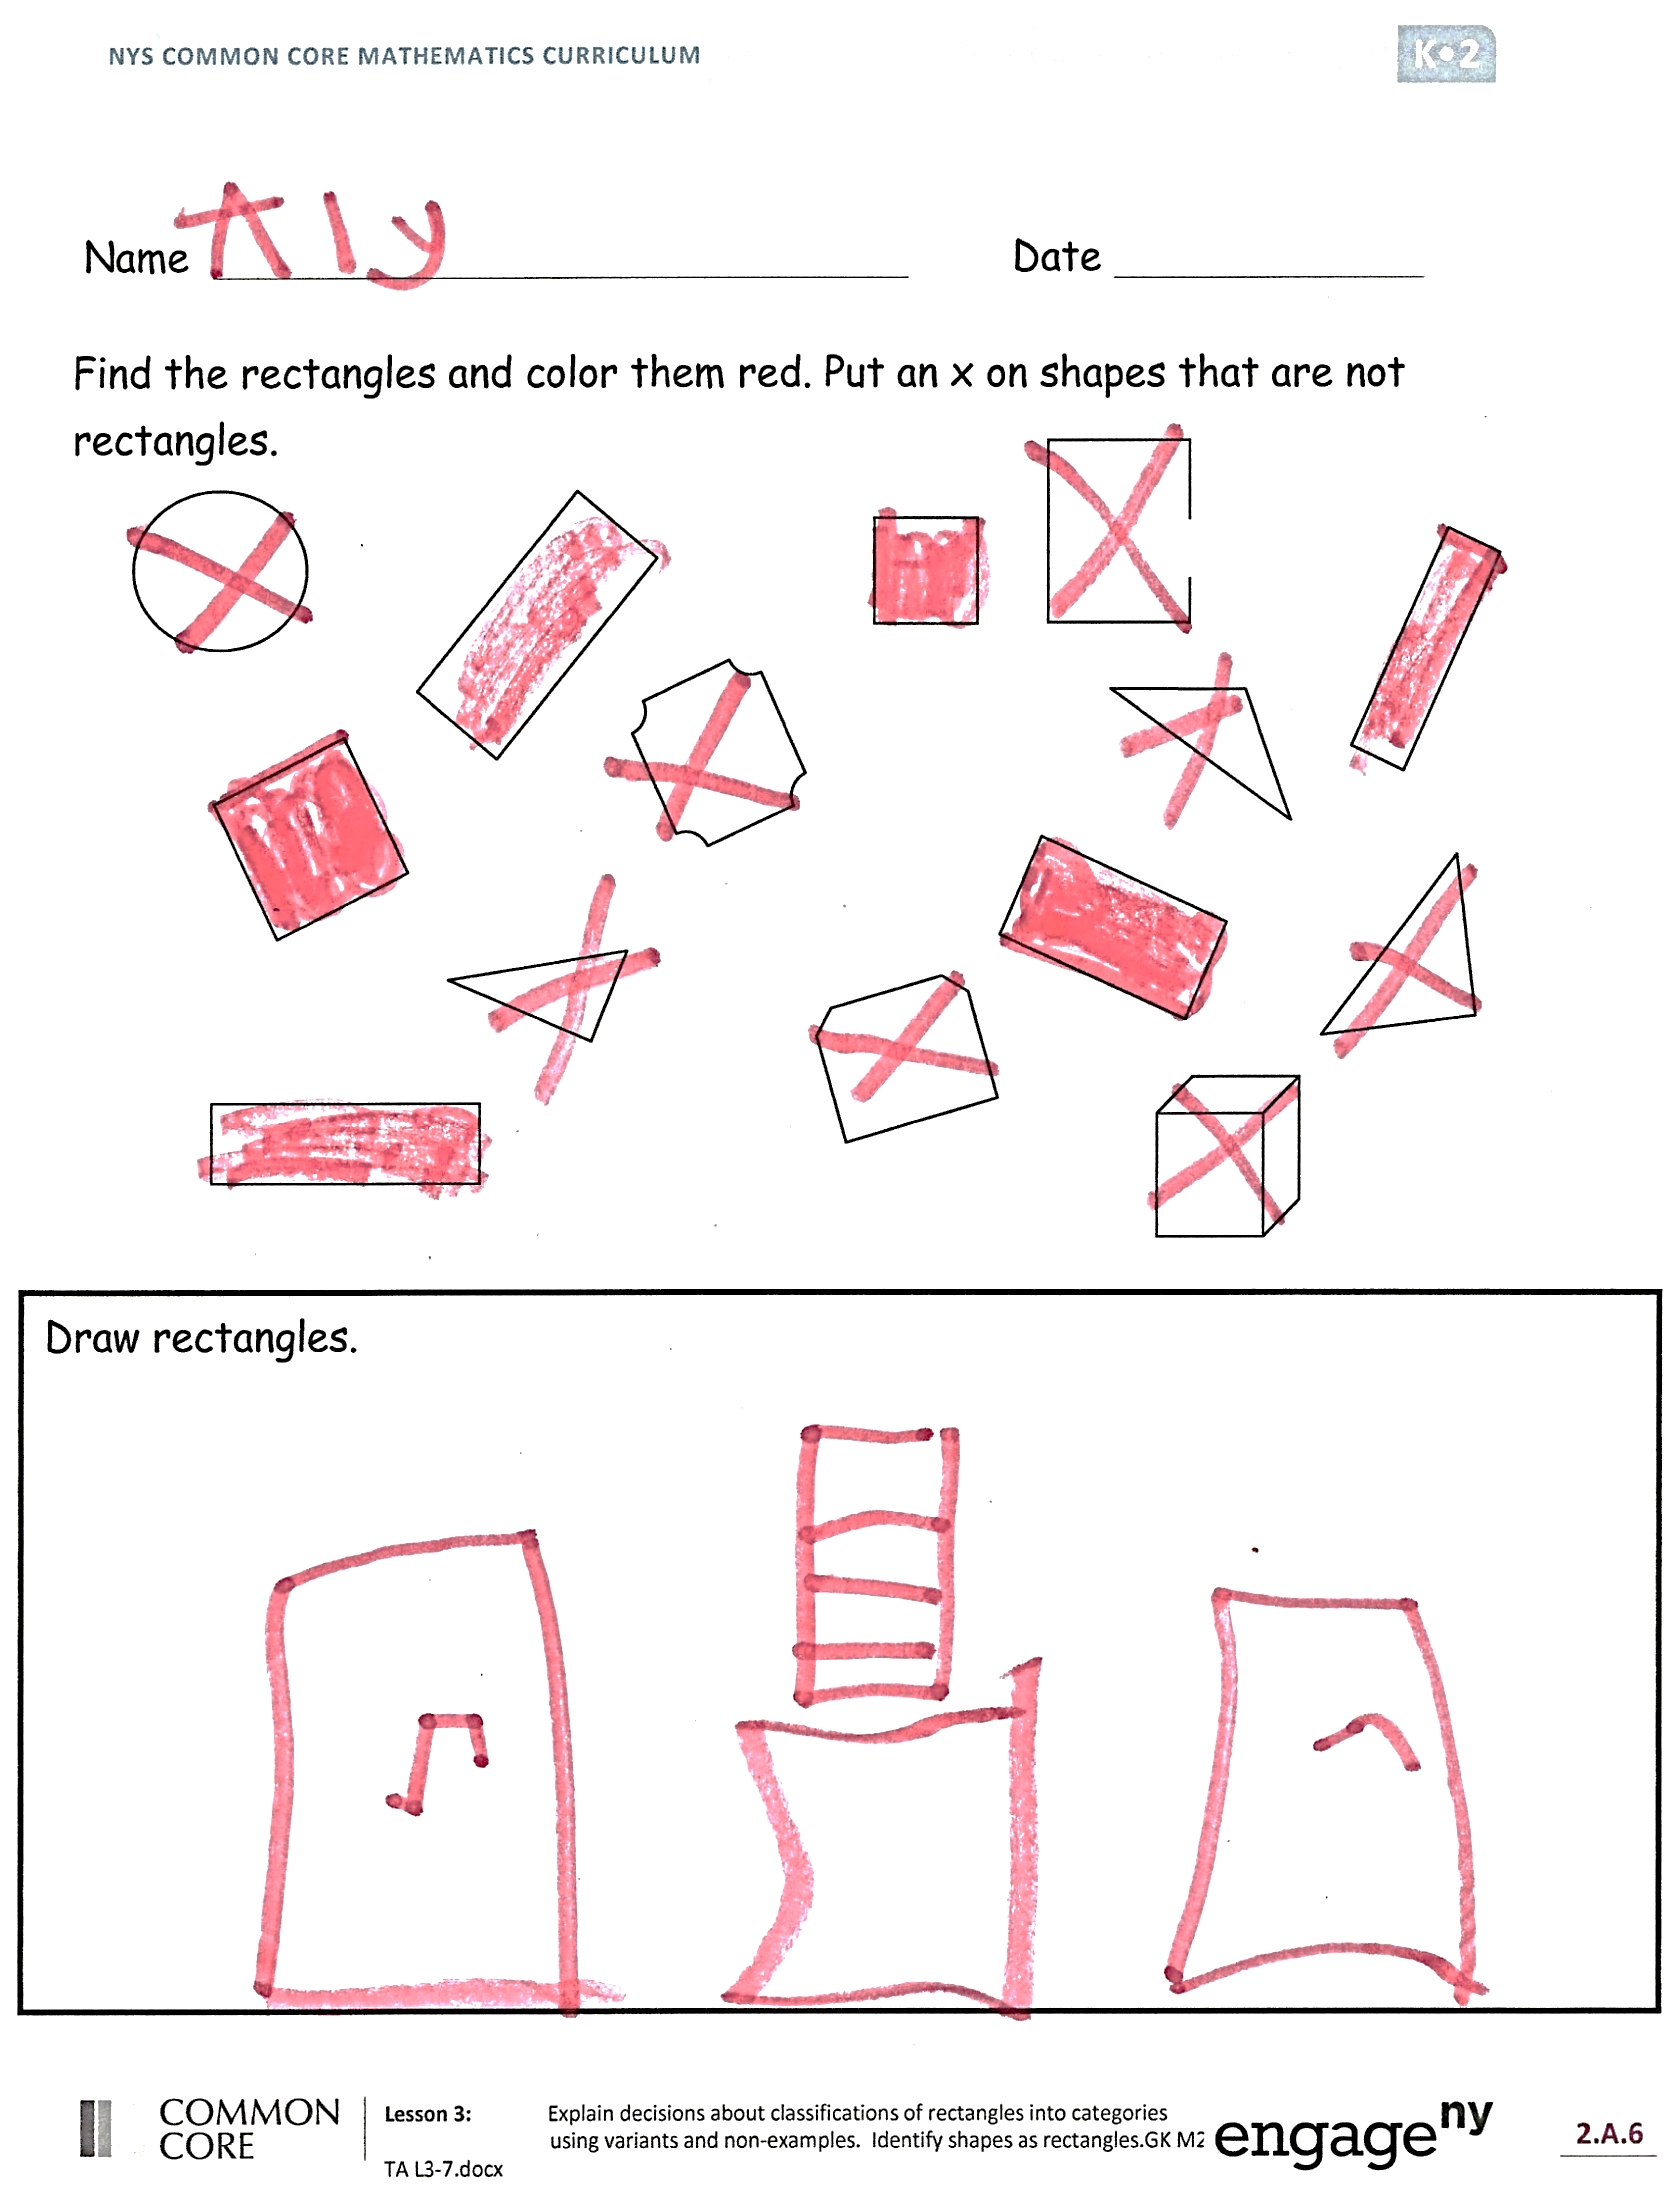 NYS COMMON CORE MATHEMATICS CURRICULUM
K•2
Name Aly Date
Find the rectangles and color them red. Put an x on shapes that are not
rectangles.
Draw rectangles.
COMMON
CORE
Lesson 3:
TA L3-7.docx
Explain decisions about classifications of rectangles into categories
using variants and non-examples. Identify shapes as rectangles.GK M2
engageny
2.A.6